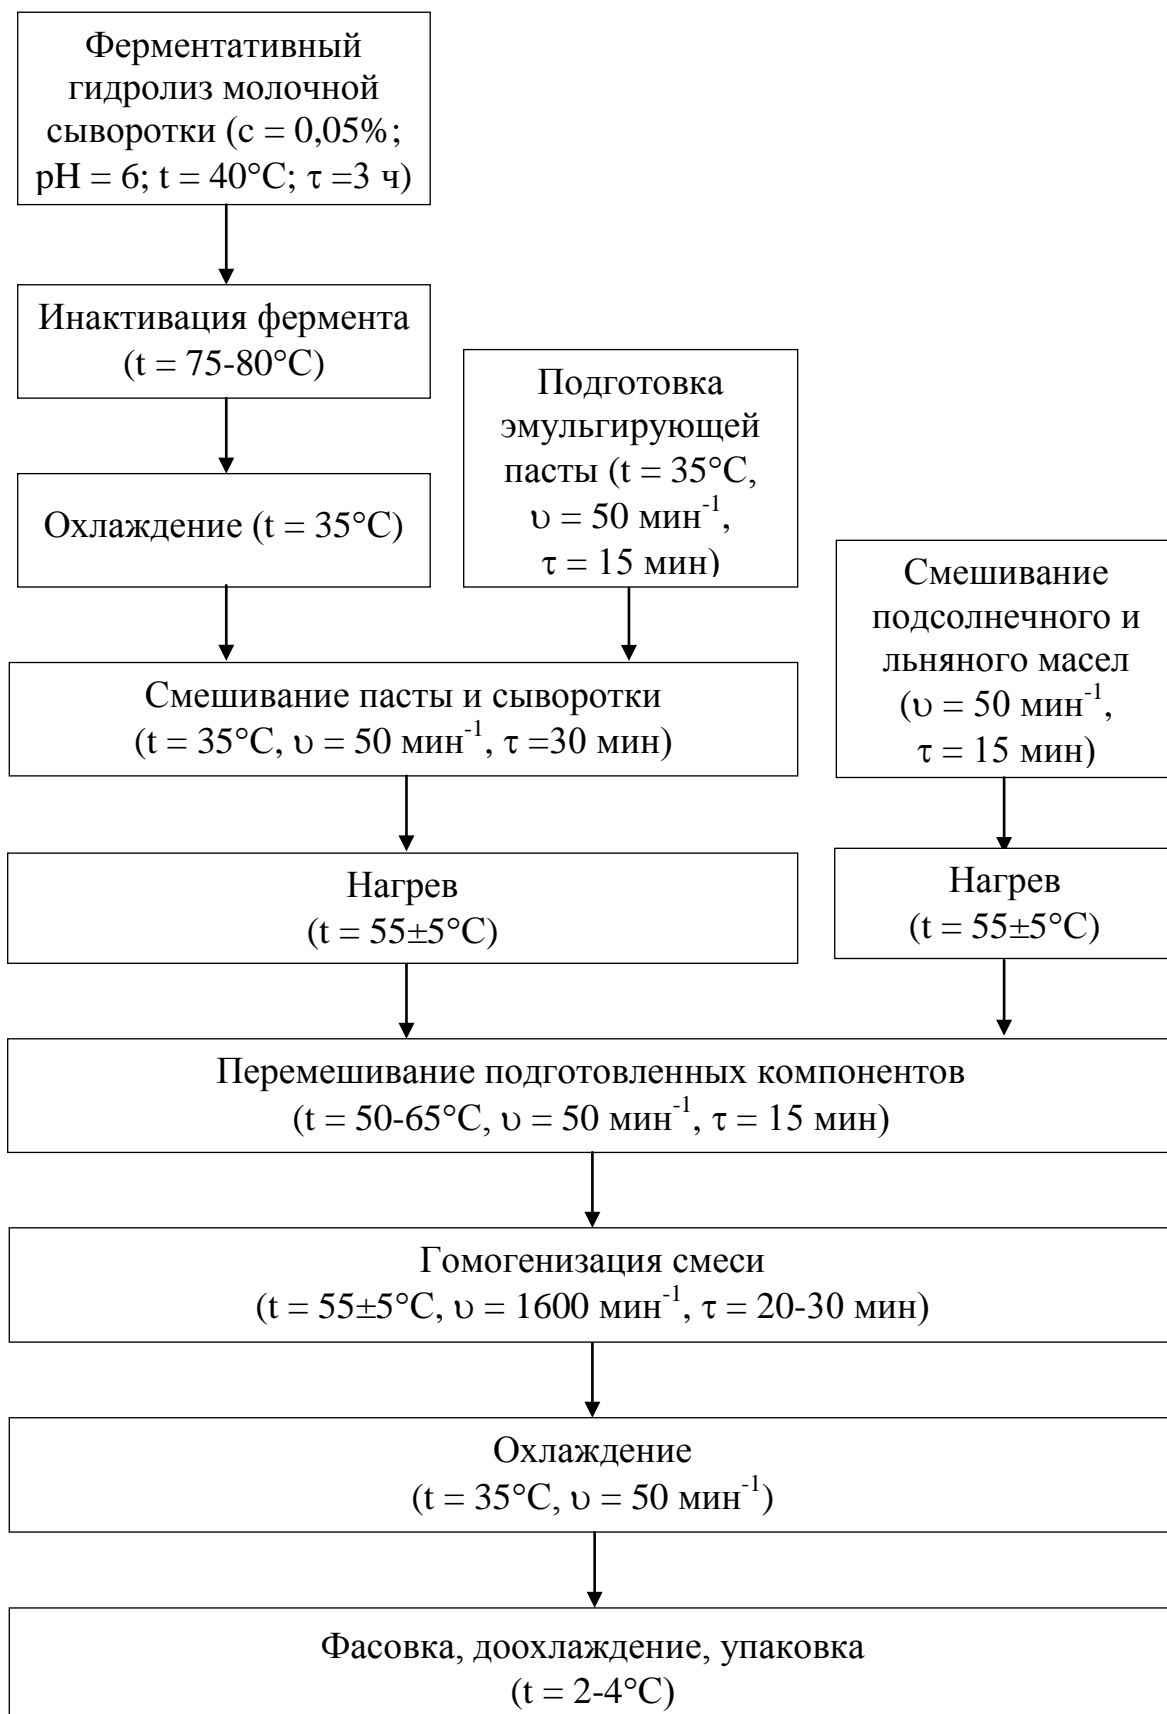 Ферментативный
гидролиз молочной
сыворотки (с = 0,05%;
рН = 6; t = 40°С; τ =3 ч)
Инактивация фермента
(t = 75-80°С)
Охлаждение (t = 35°С)
Подготовка
эмульгирующей
пасты (t = 35°С,
υ = 50 мин⁻¹,
τ = 15 мин)
Смешивание
подсолнечного и
льняного масел
(υ = 50 мин⁻¹,
τ = 15 мин)
Смешивание пасты и сыворотки
(t = 35°С, υ = 50 мин⁻¹, τ =30 мин)
Нагрев
(t = 55±5°С)
Нагрев
(t = 55±5°С)
Перемешивание подготовленных компонентов
(t = 50-65°С, υ = 50 мин⁻¹, τ = 15 мин)
Гомогенизация смеси
(t = 55±5°С, υ = 1600 мин⁻¹, τ = 20-30 мин)
Охлаждение
(t = 35°С, υ = 50 мин⁻¹)
Фасовка, доохлаждение, упаковка
(t = 2-4°С)